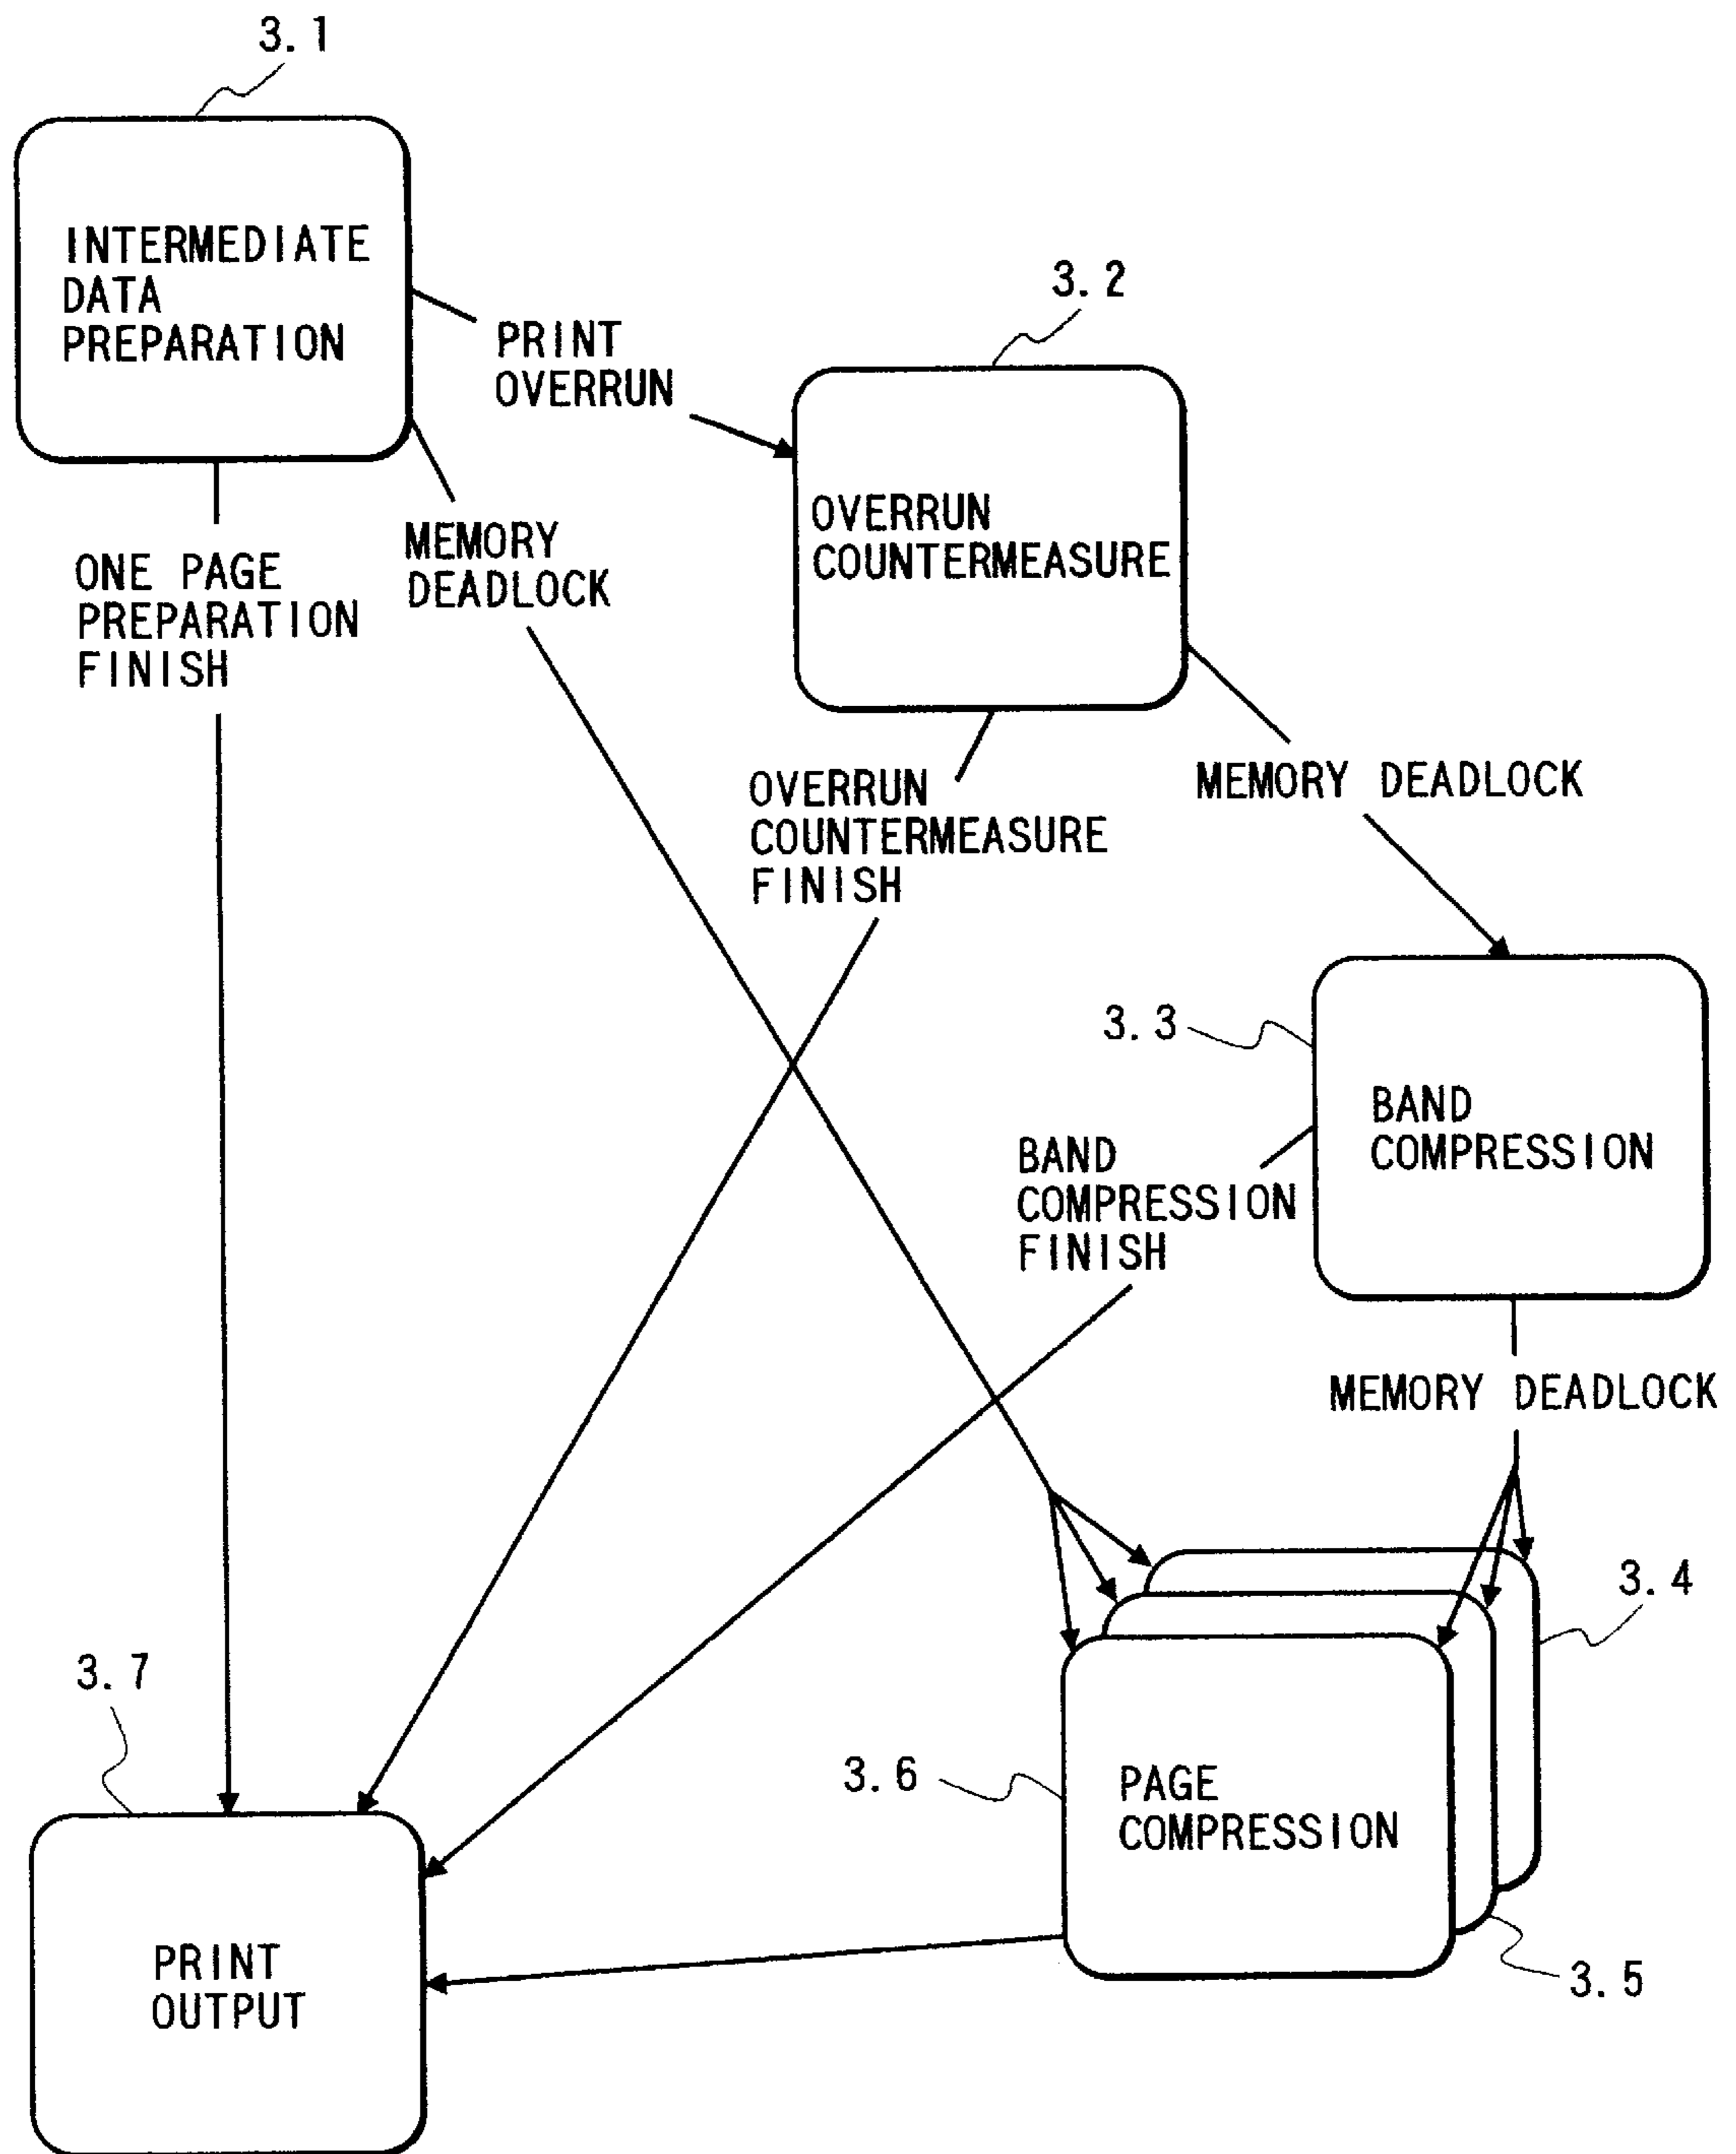 3.1
INTERMEDIATE
DATA
PREPARATION
PRINT
OVERRUN
3.2
OVERRUN
COUNTERMEASURE
MEMORY
DEADLOCK
ONE PAGE
PREPARATION
FINISH
OVERRUN
COUNTERMEASURE
FINISH
MEMORY DEADLOCK
3.3
BAND
COMPRESSION
BAND
COMPRESSION
FINISH
MEMORY DEADLOCK
3.4
3.7
3.6
PAGE
COMPRESSION
PRINT
OUTPUT
3.5